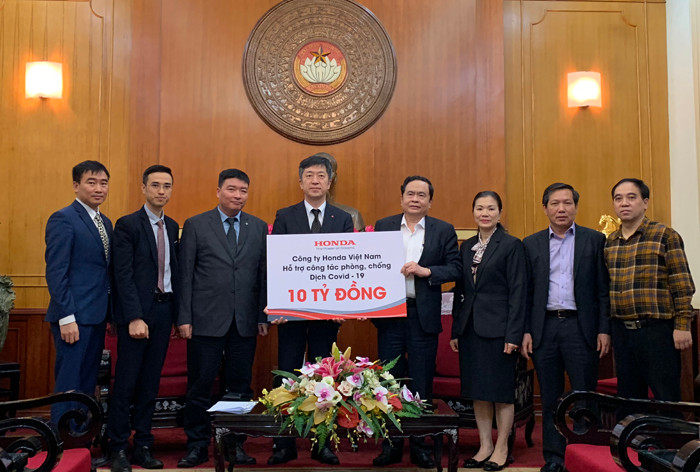 HONDA
The Power of Dreams
Công ty Honda Việt Nam
Hỗ trợ công tác phòng, chống
Dịch Covid - 19
10 TỶ ĐỒNG